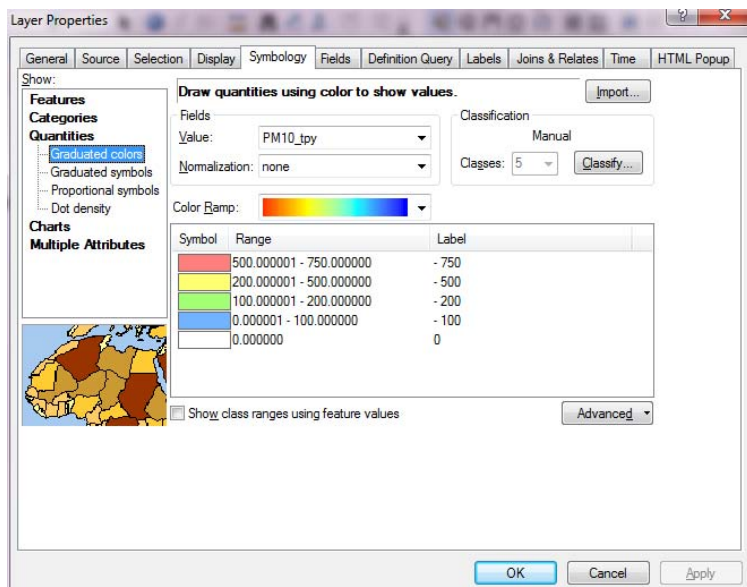 Layer Properties
General Source Selection Display Symbology Fields Definition Query Labels Joins & Relates Time HTML Popup
Show:
Features
Categories
Quantities
Graduated colors
Graduated symbols
Proportional symbols
Dot density
Charts
Multiple Attributes
Draw quantities using color to show values.
Import...
Fields
Value: PM10_tpy
Normalization: none
Classification
Manual
Classes: 5 Classify...
Color Ramp:
Symbol Range Label
500.000001 - 750.000000 - 750
200.000001 - 500.000000 - 500
100.000001 - 200.000000 - 200
0.000001 - 100.000000 - 100
0.000000 0
Show class ranges using feature values
Advanced
OK Cancel Apply